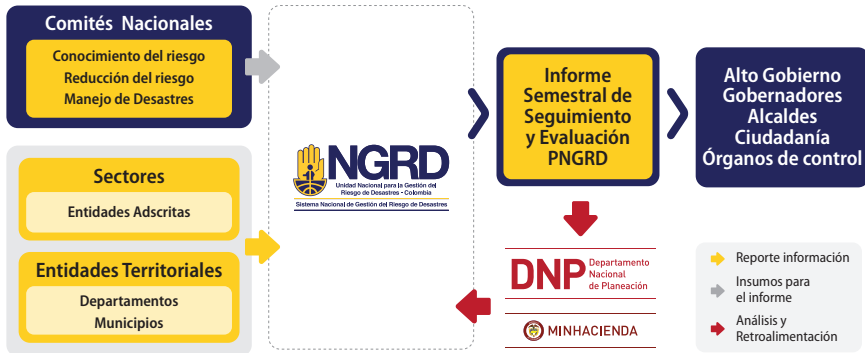 Comités Nacionales
Conocimiento del riesgo
Reducción del riesgo
Manejo de Desastres
Sectores
Entidades Adscritas
Entidades Territoriales
Departamentos
Municipios
NGRD
Unidad Nacional para la Gestión del
Riesgo de Desastres • Colombia
Sistema Nacional de Gestión del Riesgo de Desastres
Informe
Semestral de
Seguimiento
y Evaluación
PNGRD
Alto Gobierno
Gobernadores
Alcaldes
Ciudadanía
Órganos de control
DNP
Departamento
Nacional
de Planeación
MINHACIENDA
Reporte información
Insumos para
el informe
Análisis y
Retroalimentación